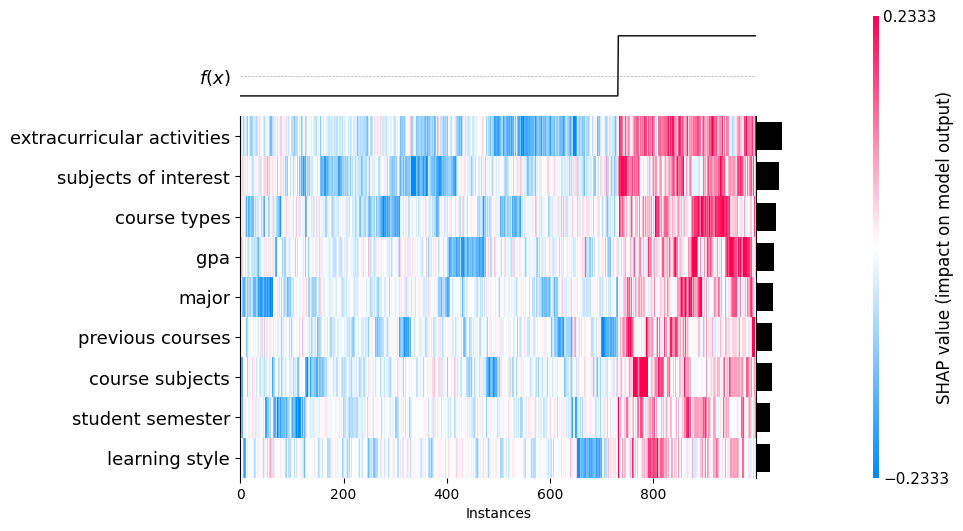 0.2333
f(x)
extracurricular activities
subjects of interest
course types
gpa
major
previous courses
course subjects
student semester
learning style
0 200 400 600 800
Instances
SHAP value (impact on model output)
−0.2333